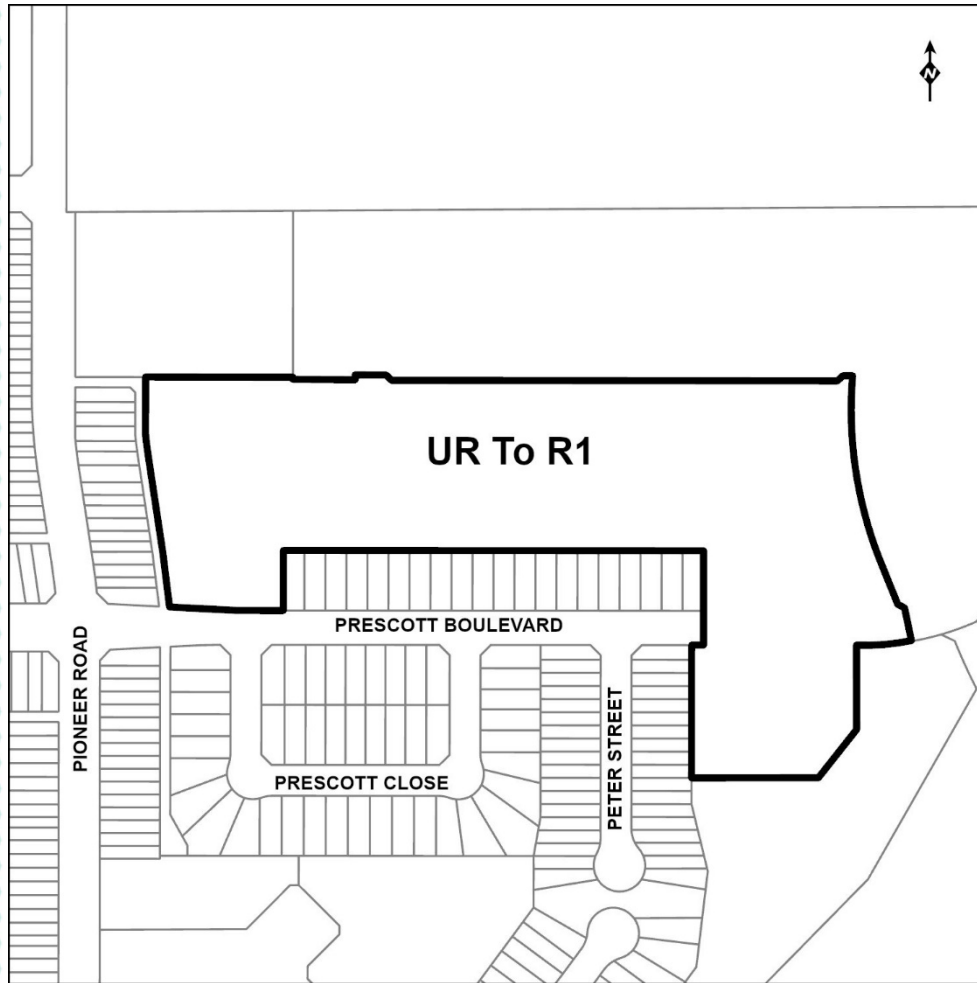 N
UR To R1
PRESCOTT BOULEVARD
PIONEER ROAD
PETER STREET
PRESCOTT CLOSE